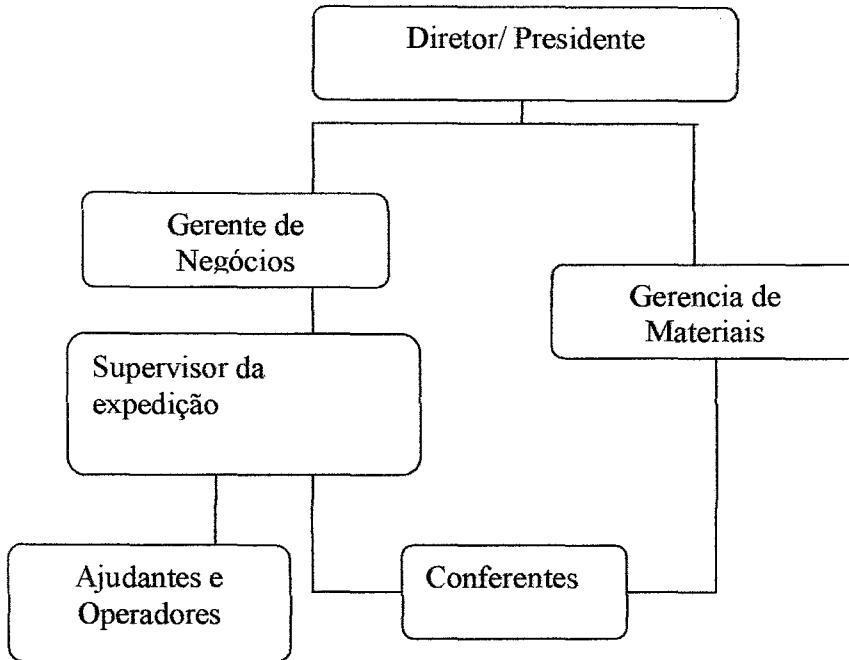 Diretor/ Presidente
Gerente de
Negócios
Gerencia de
Materiais
Supervisor da
expedição
Ajudantes e
Operadores
Conferentes